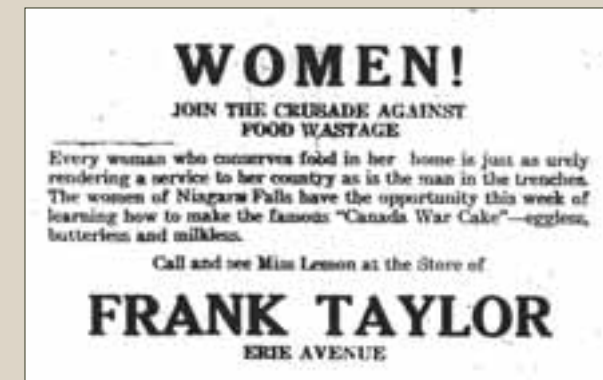 WOMEN!
JOIN THE CRUSADE AGAINST
FOOD WASTAGE
Every woman who conserves food in her home is just as urely
rendering a service to her country as is the man in the trenches.
The women of Niagara Falls have the opportunity this week of
learning how to make the famous "Canada War Cake"—eggless,
butterless and milkless.
Call and see Miss Lemon at the Store of
FRANK TAYLOR
ERIE AVENUE